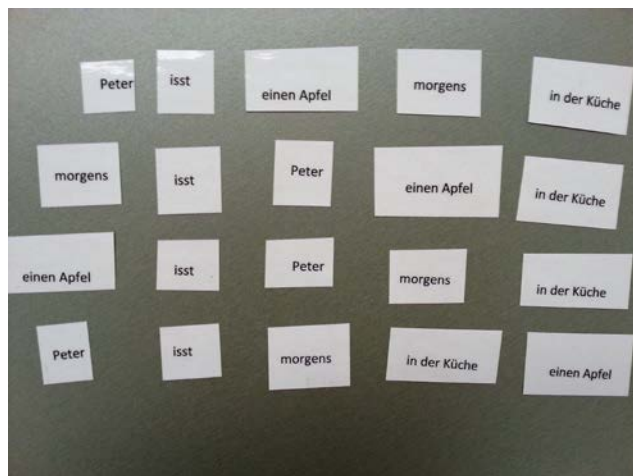 Peter isst einen Apfel morgens in der Küche
morgens isst Peter einen Apfel in der Küche
einen Apfel isst Peter morgens in der Küche
Peter isst morgens in der Küche einen Apfel